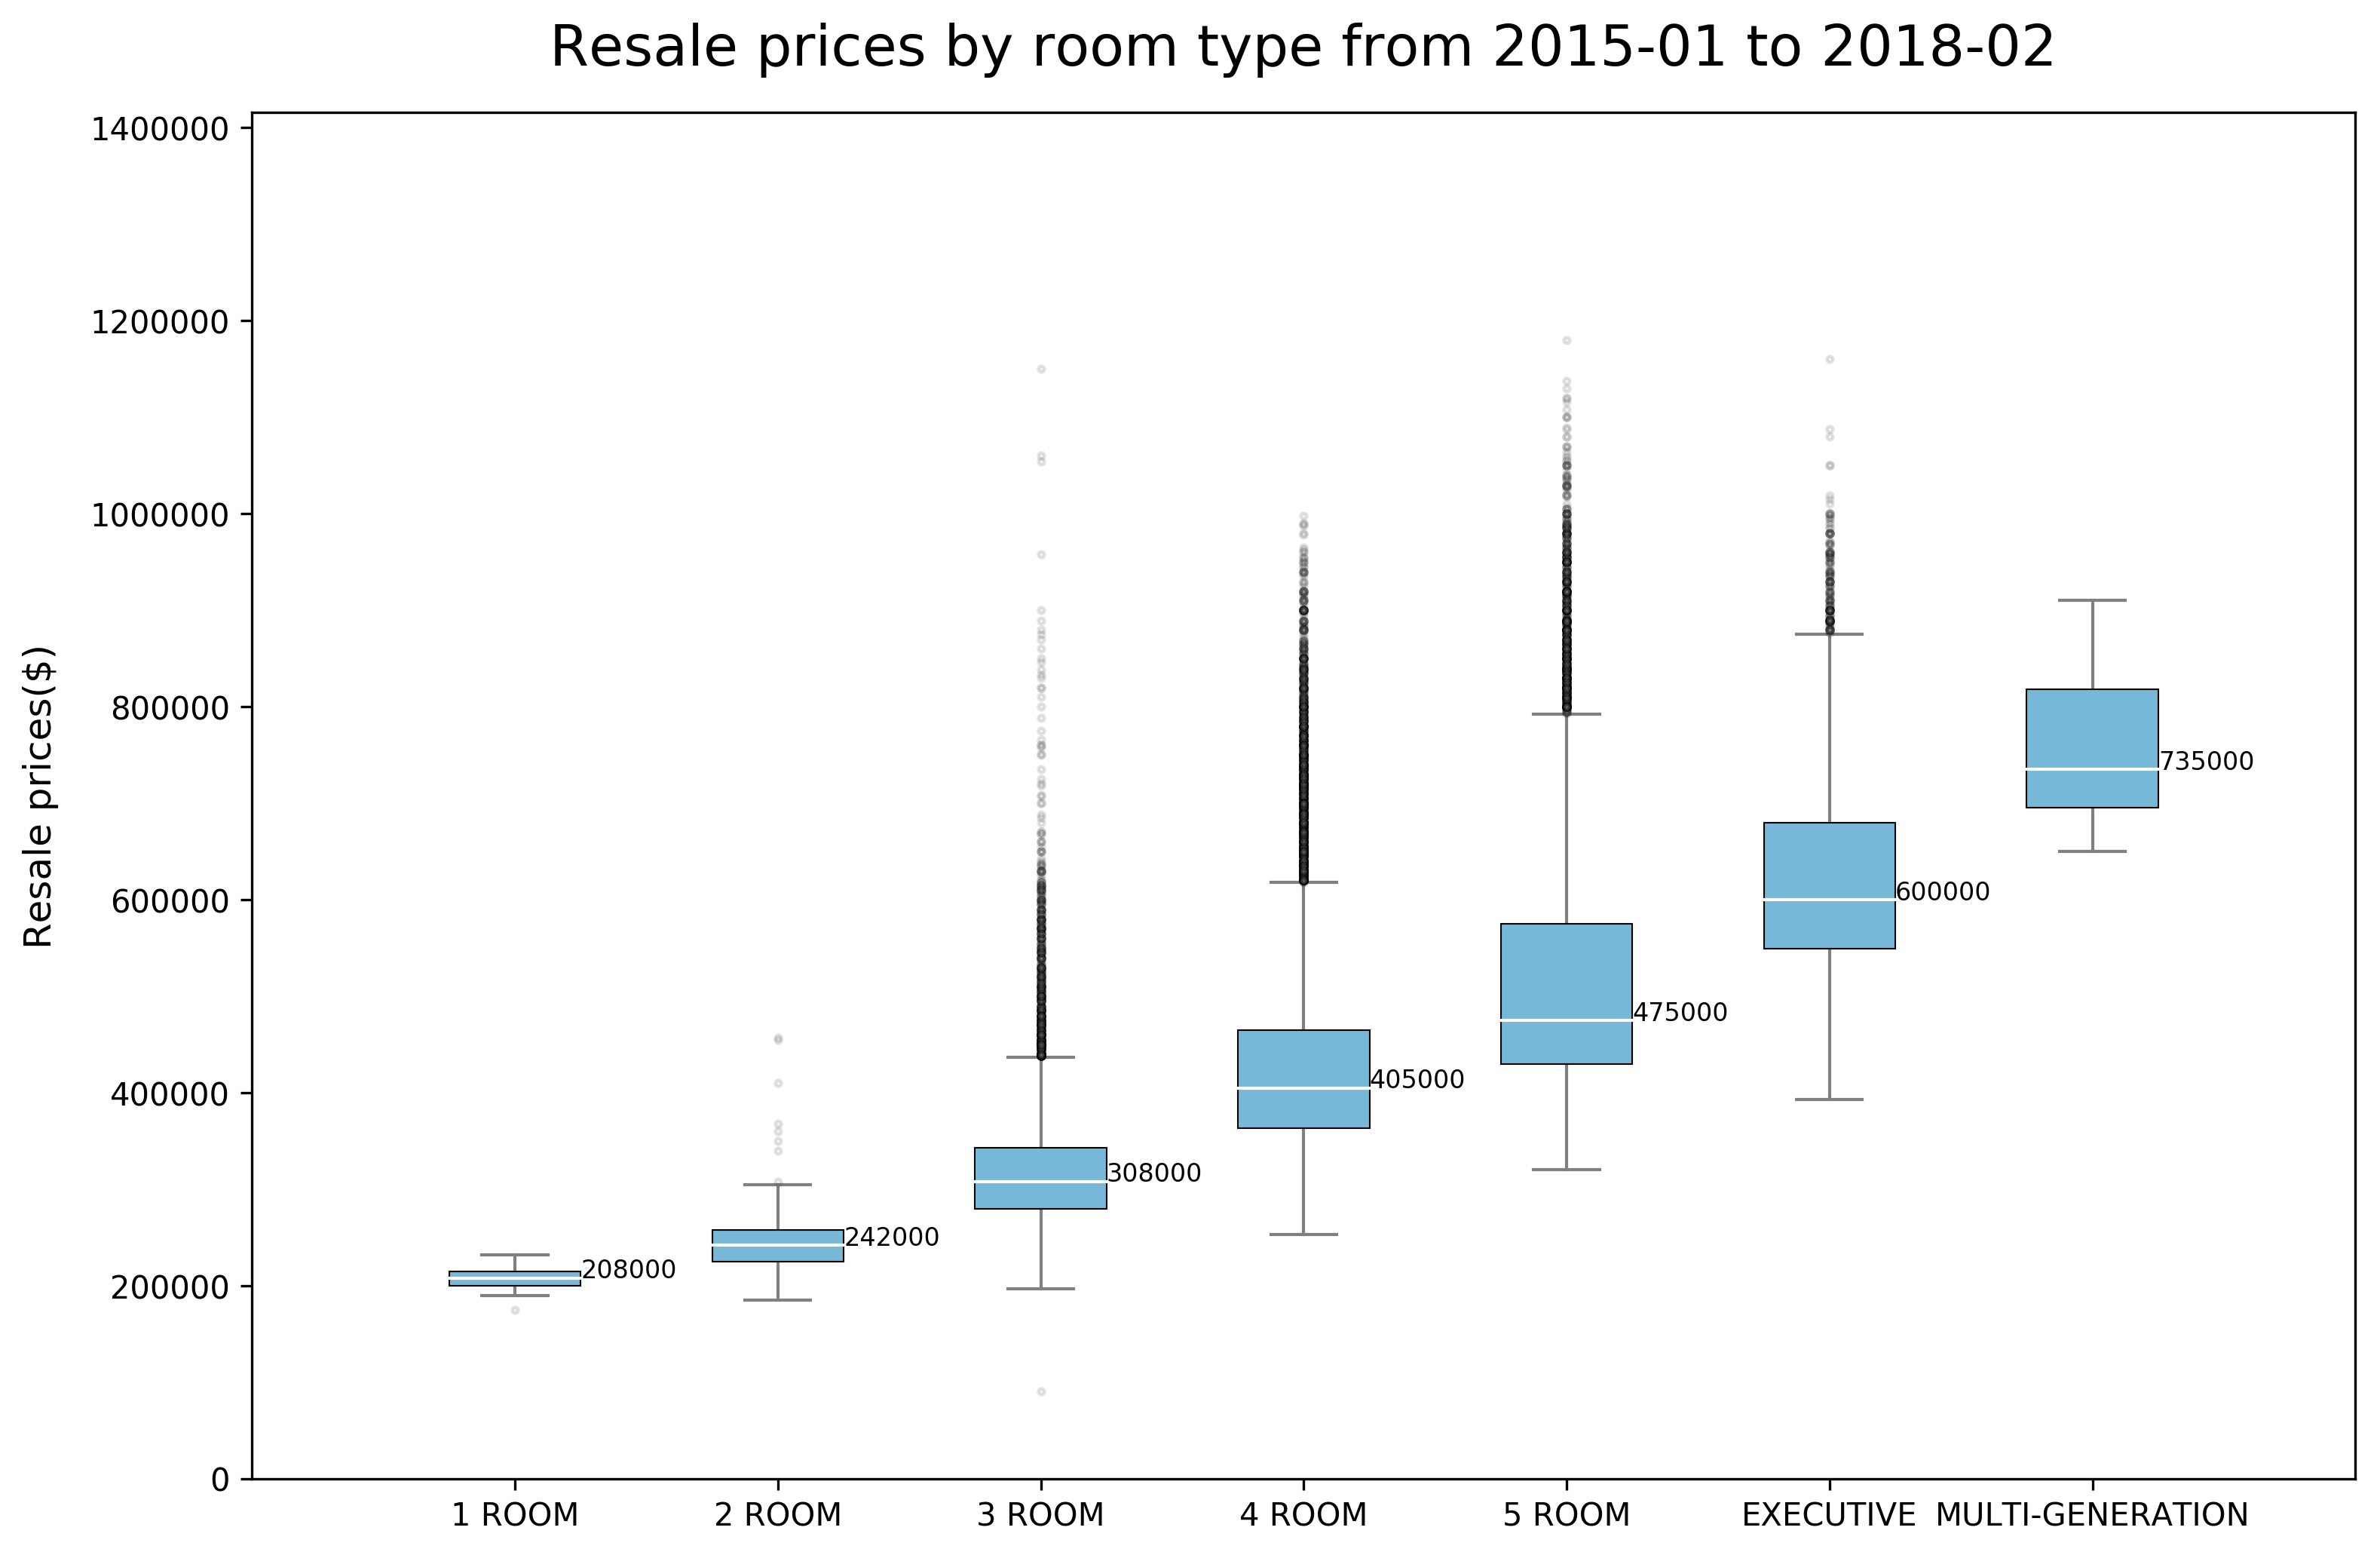 Resale prices by room type from 2015-01 to 2018-02
Resale prices($)
1400000
1200000
1000000
800000
600000
400000
200000
0
208000
242000
308000
405000
475000
600000
735000
1 ROOM
2 ROOM
3 ROOM
4 ROOM
5 ROOM
EXECUTIVE
MULTI-GENERATION